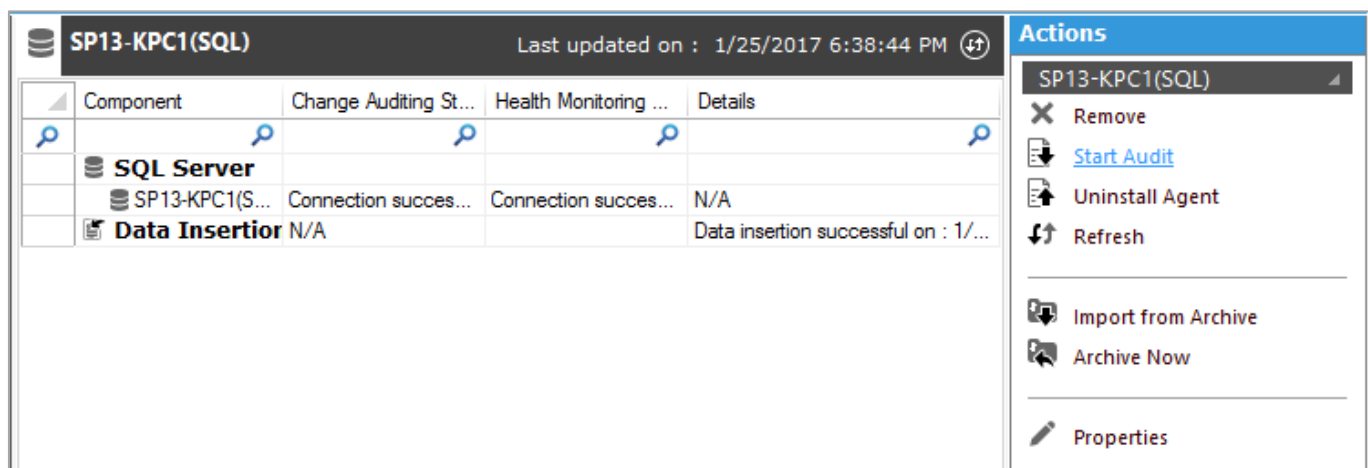 SP13-KPC1(SQL)
Last updated on : 1/25/2017 6:38:44 PM
Component Change Auditing St... Health Monitoring ... Details
SQL Server
SP13-KPC1(S... Connection succes... Connection succes... N/A
Data Insertion N/A Data insertion successful on : 1/...
Actions
SP13-KPC1(SQL)
Remove
Start Audit
Uninstall Agent
Refresh
Import from Archive
Archive Now
Properties